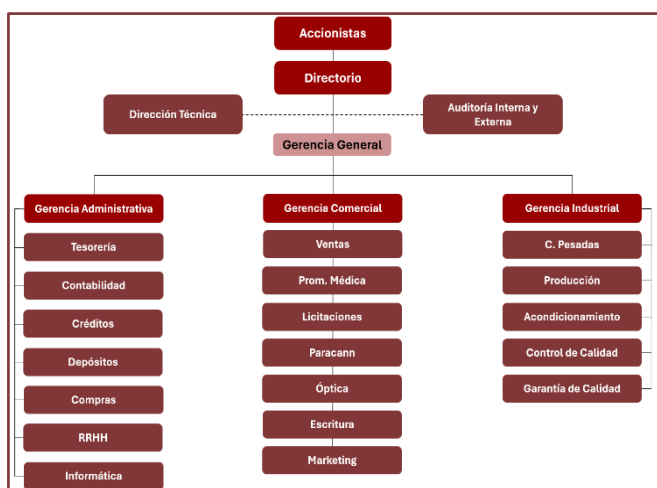 Accionistas
Directorio
Dirección Técnica
Auditoría Interna y
Externa
Gerencia General
Gerencia Administrativa
Tesorería
Contabilidad
Créditos
Depósitos
Compras
RRHH
Informática
Gerencia Comercial
Ventas
Prom. Médica
Licitaciones
Paracann
Óptica
Escritura
Marketing
Gerencia Industrial
C. Pesadas
Producción
Acondicionamiento
Control de Calidad
Garantía de Calidad